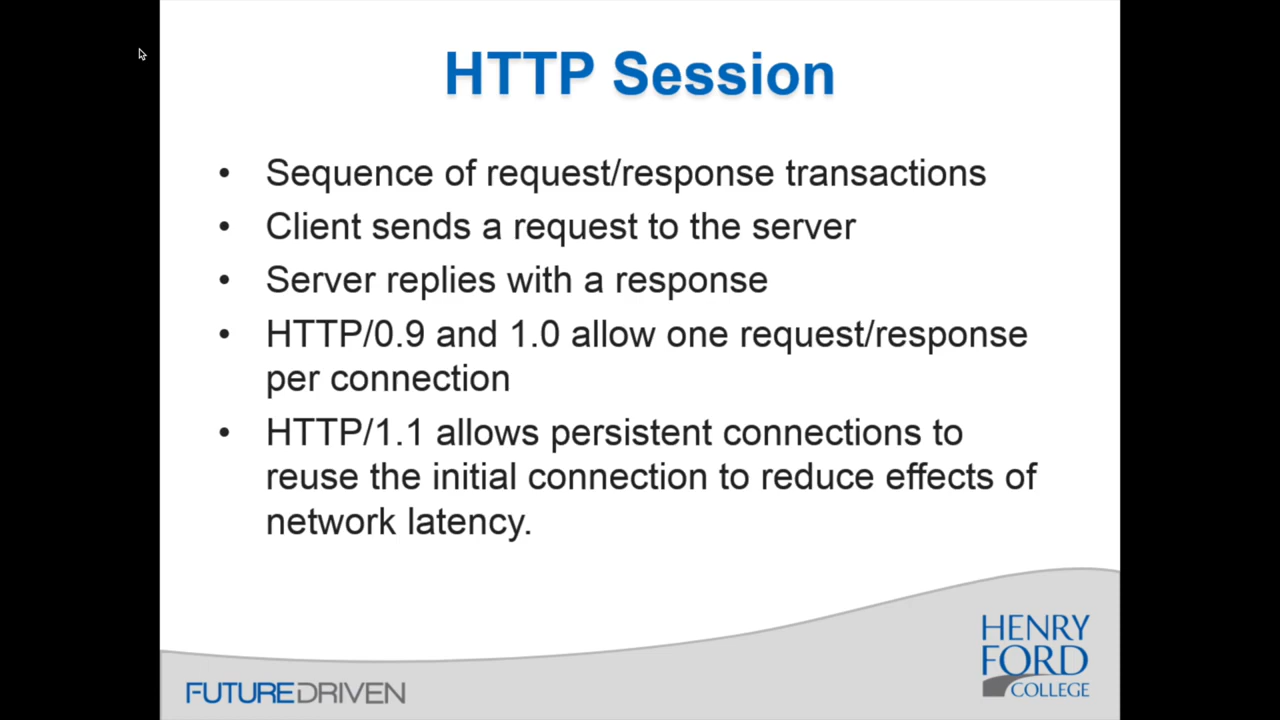 HTTP Session
• Sequence of request/response transactions
• Client sends a request to the server
• Server replies with a response
• HTTP/0.9 and 1.0 allow one request/response
per connection
• HTTP/1.1 allows persistent connections to
reuse the initial connection to reduce effects of
network latency.
FUTUREDRIVEN
HENRY
FORD
COLLEGE